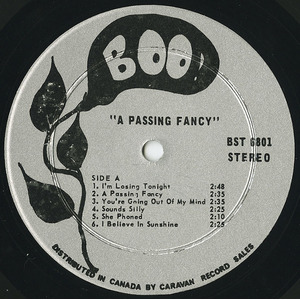 BOO
"A PASSING FANCY"
BST 6801
STEREO
SIDE A
1. I'm Losing Tonight 2:48
2. A Passing Fancy 2:35
3. You're Going Out Of My Mind 2:35
4. Sounds Silly 2:35
5. She Phoned 2:10
6. I Believe In Sunshine 2:25
DISTRIBUTED IN CANADA BY CARAVAN RECORD SALES